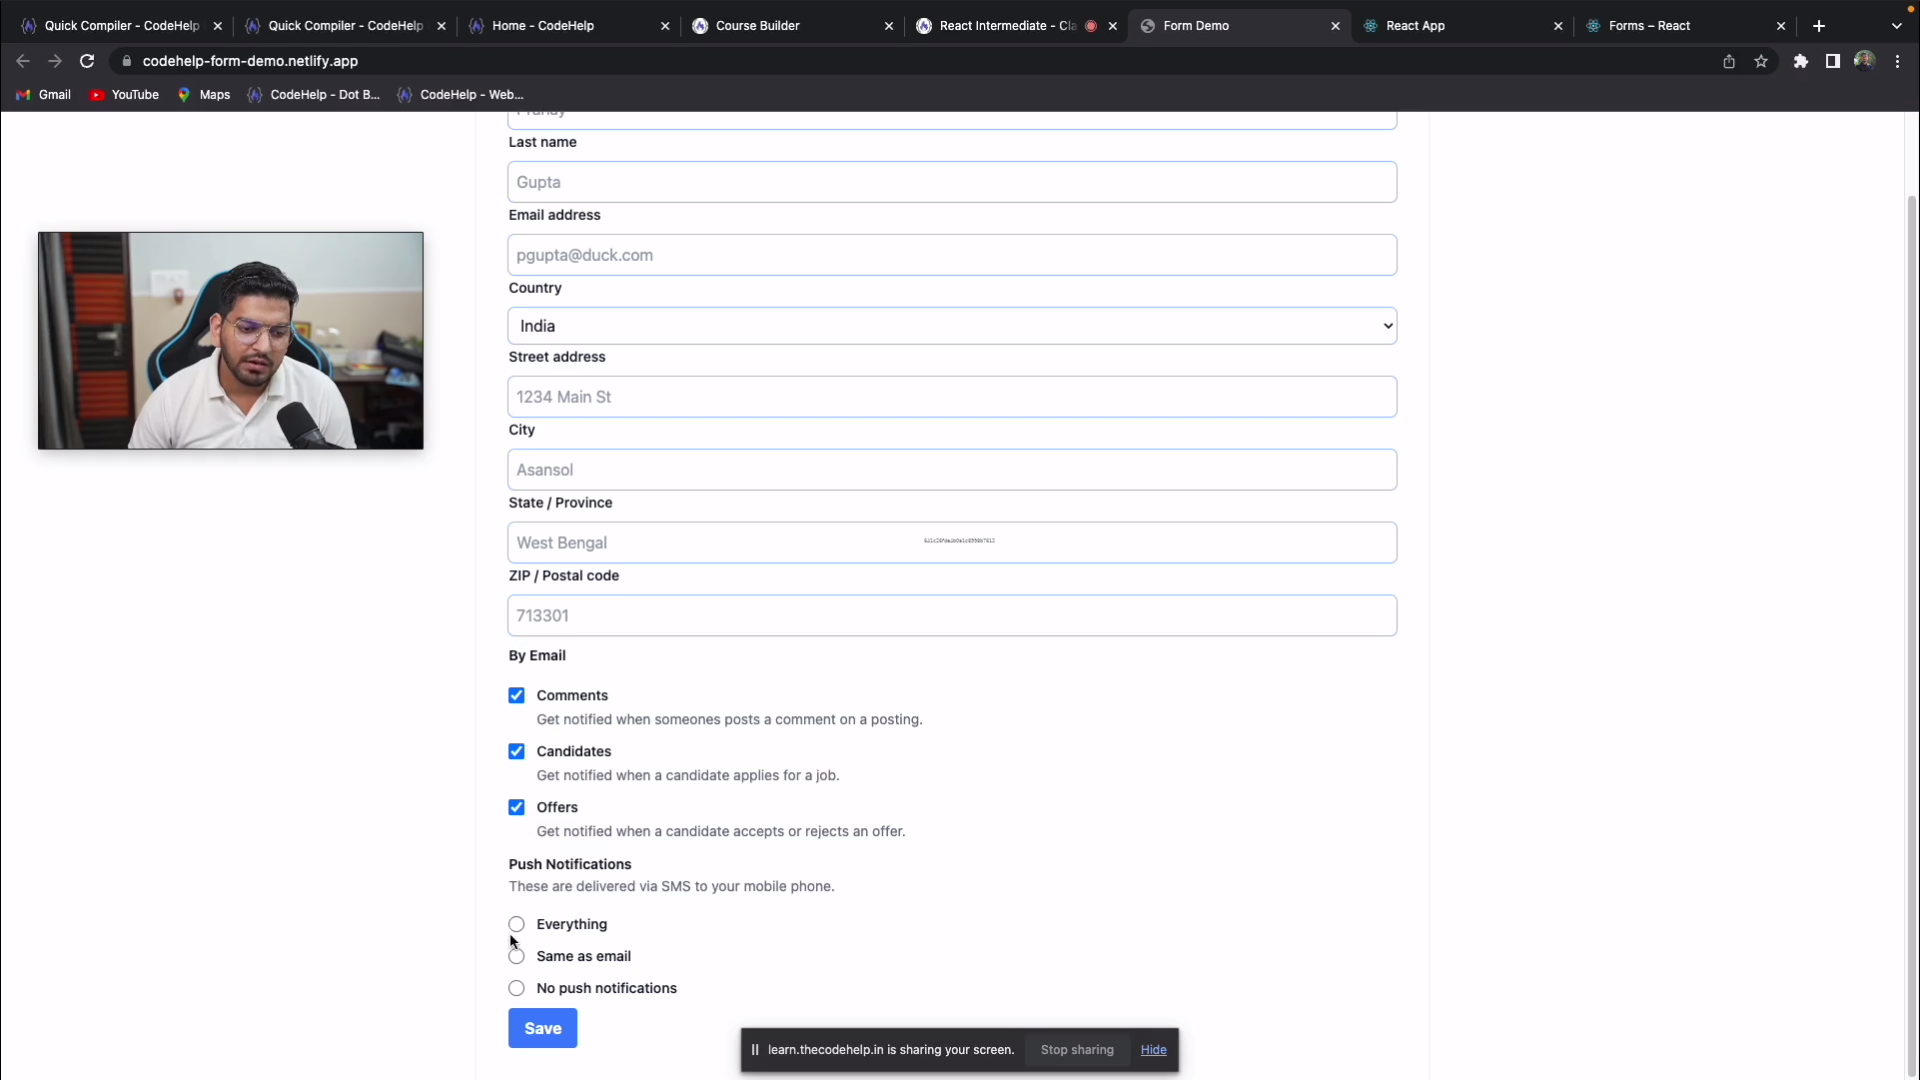 Quick Compiler - CodeHelp
Quick Compiler - CodeHelp
Home - CodeHelp
Course Builder
React Intermediate - Cla
Form Demo
React App
Forms – React
codehelp-form-demo.netlify.app
Gmail
YouTube
Maps
CodeHelp - Dot B...
CodeHelp - Web...
Last name
Gupta
Email address
pgupta@duck.com
Country
India
Street address
1234 Main St
City
Asansol
State / Province
West Bengal
ZIP / Postal code
713301
By Email
Comments
Get notified when someones posts a comment on a posting.
Candidates
Get notified when a candidate applies for a job.
Offers
Get notified when a candidate accepts or rejects an offer.
Push Notifications
These are delivered via SMS to your mobile phone.
Everything
Same as email
No push notifications
Save
learn.thecodehelp.in is sharing your screen.
Stop sharing
Hide